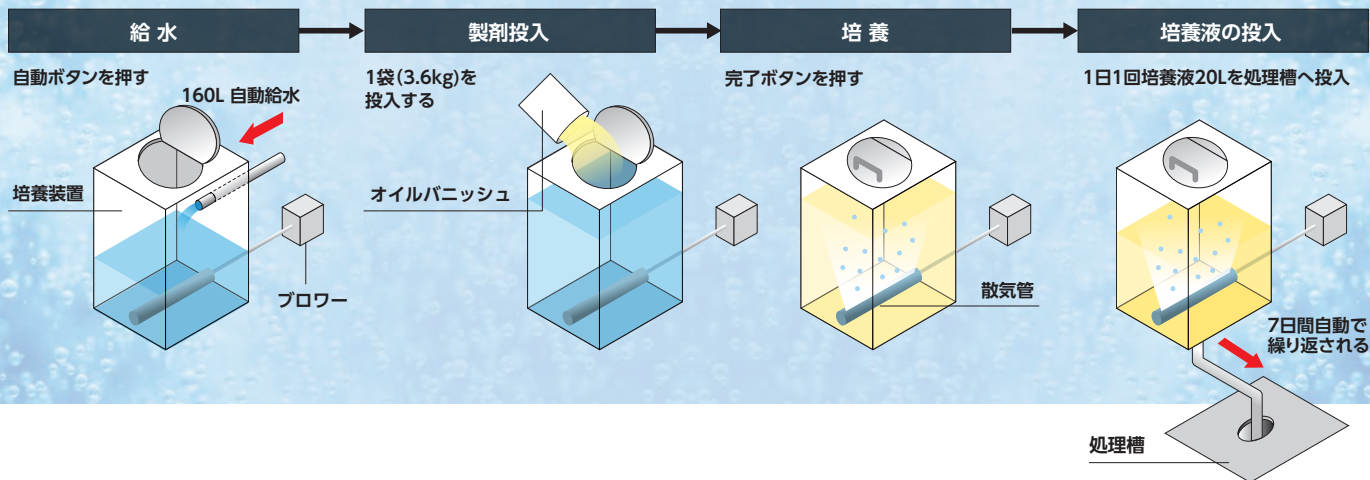 給水
製剤投入
培養
培養液の投入
自動ボタンを押す
160L 自動給水
培養装置
ブロワー
1袋(3.6kg)を
投入する
オイルバニッシュ
完了ボタンを押す
散気管
1日1回培養液20Lを処理槽へ投入
7日間自動で
繰り返される
処理槽